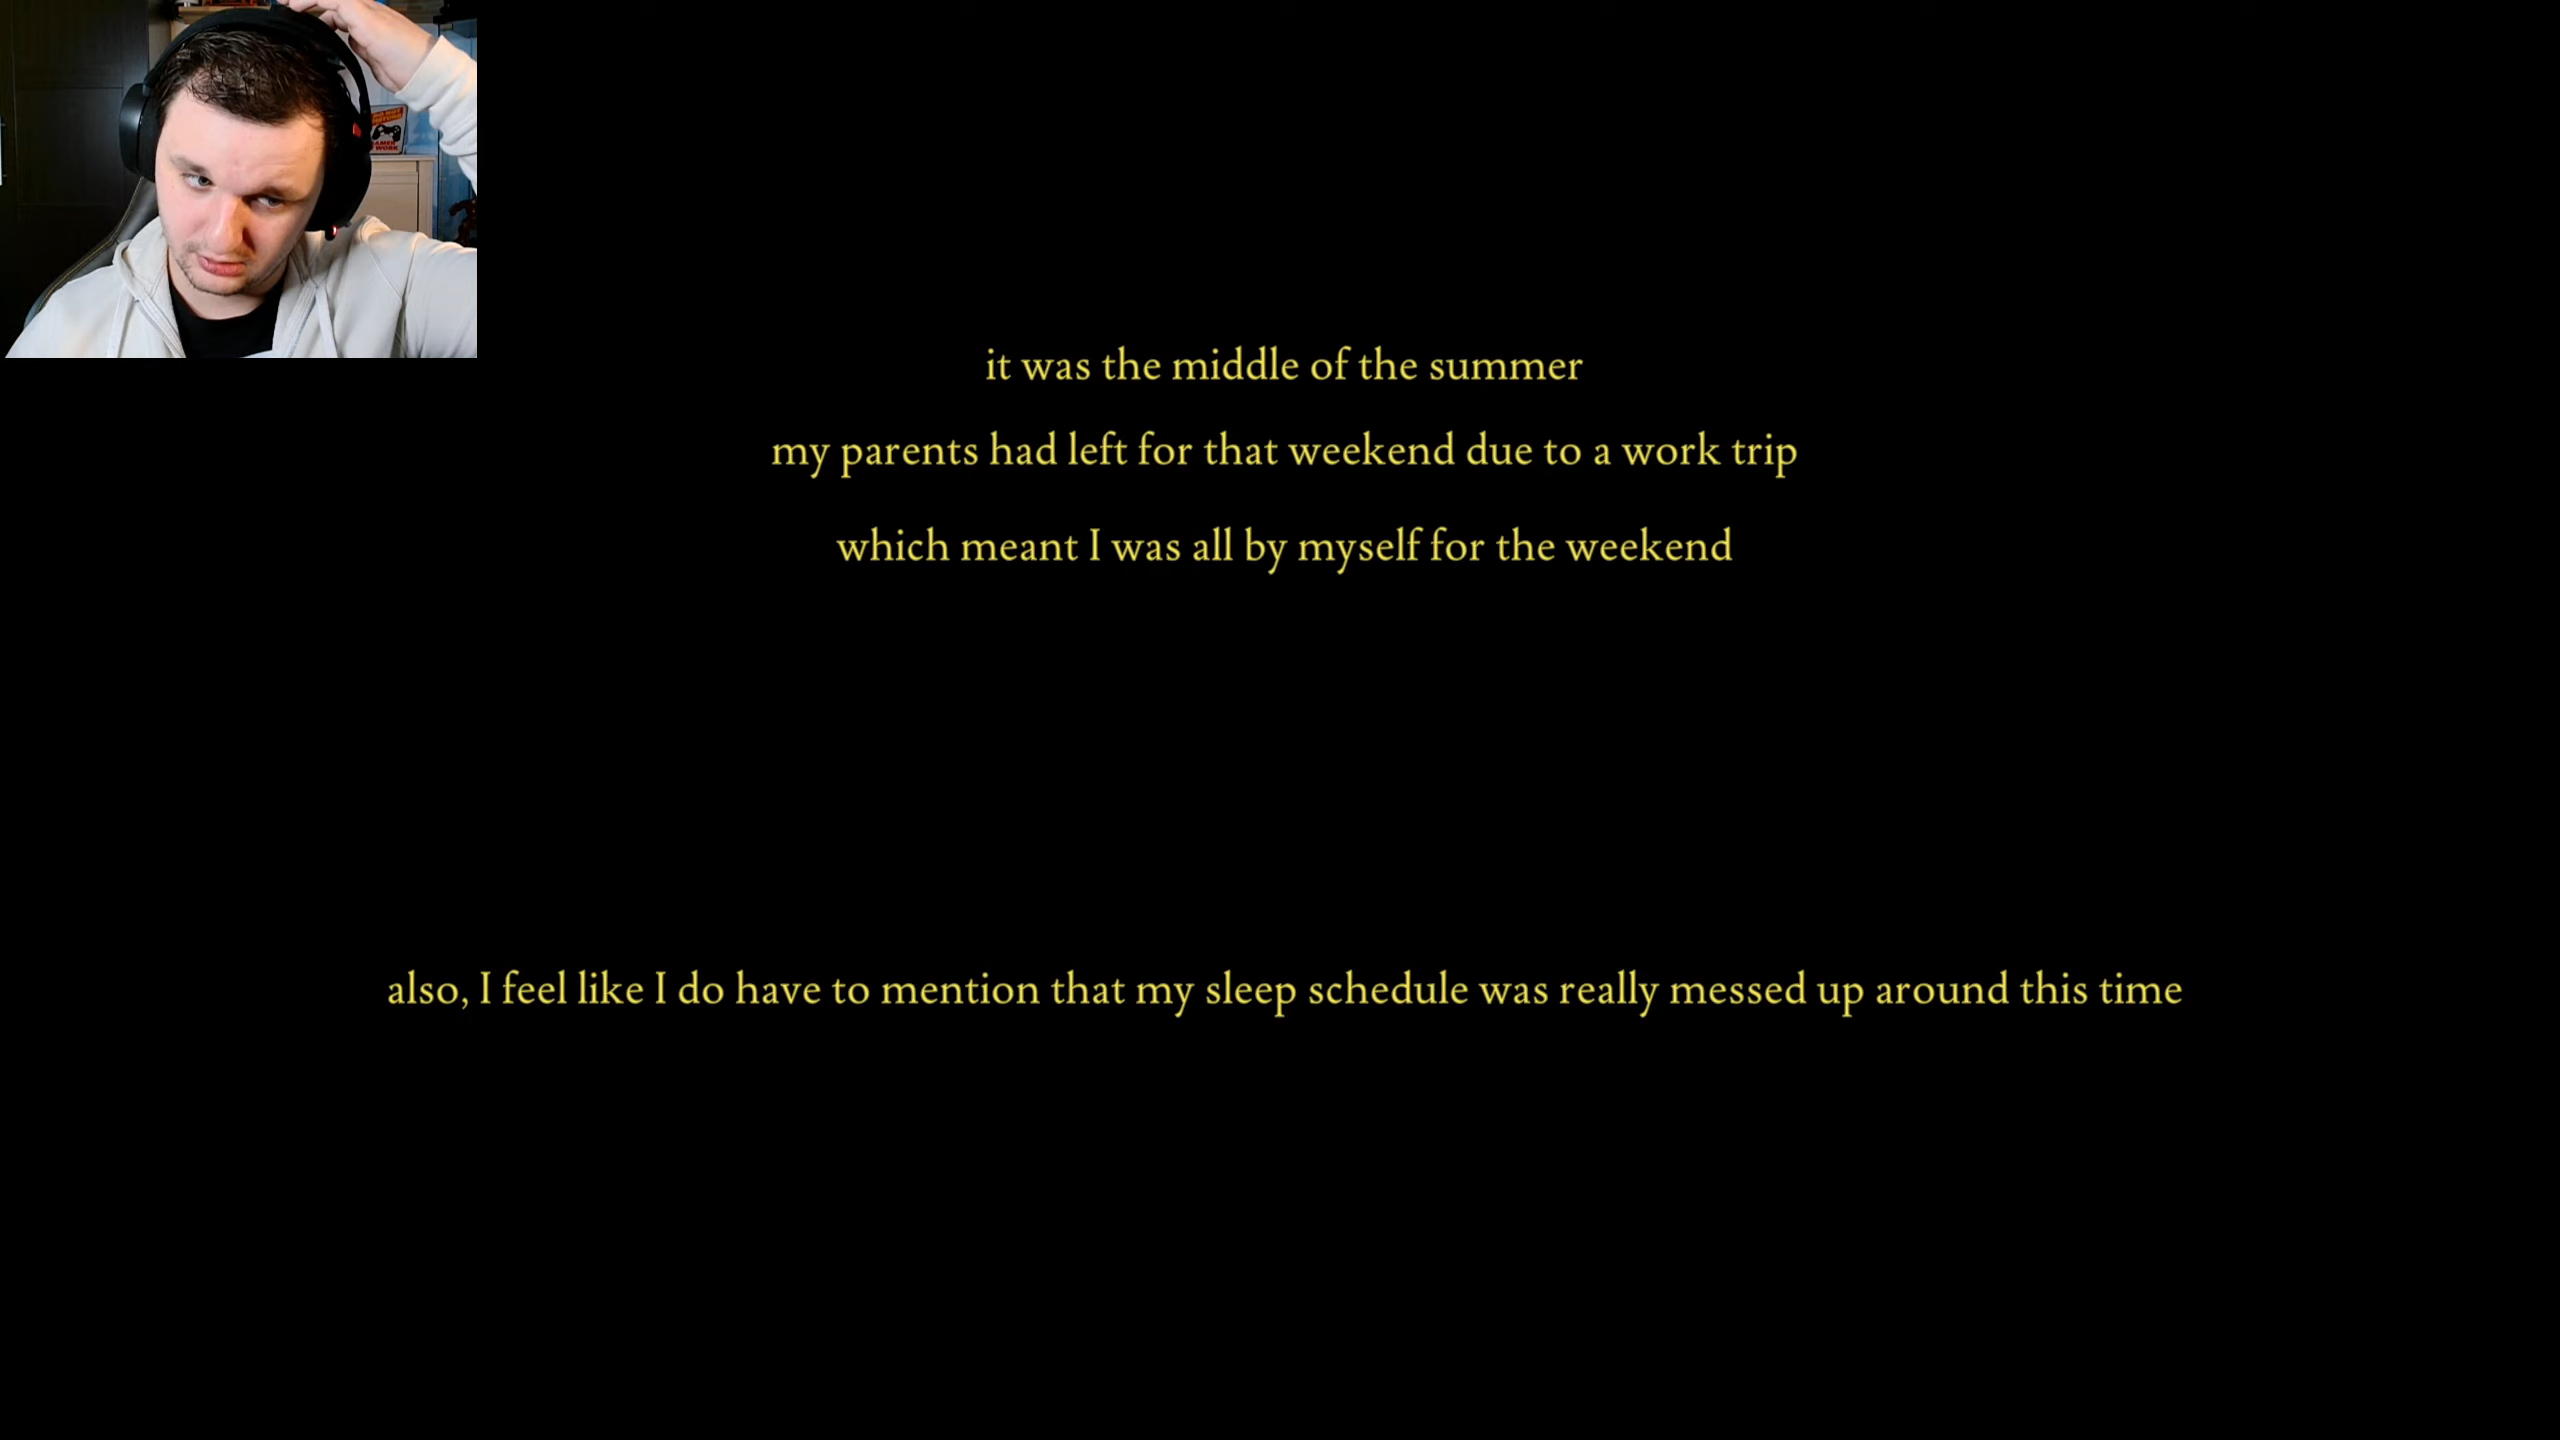 GAMER
WORK
it was the middle of the summer
my parents had left for that weekend due to a work trip
which meant I was all by myself for the weekend
also, I feel like I do have to mention that my sleep schedule was really messed up around this time